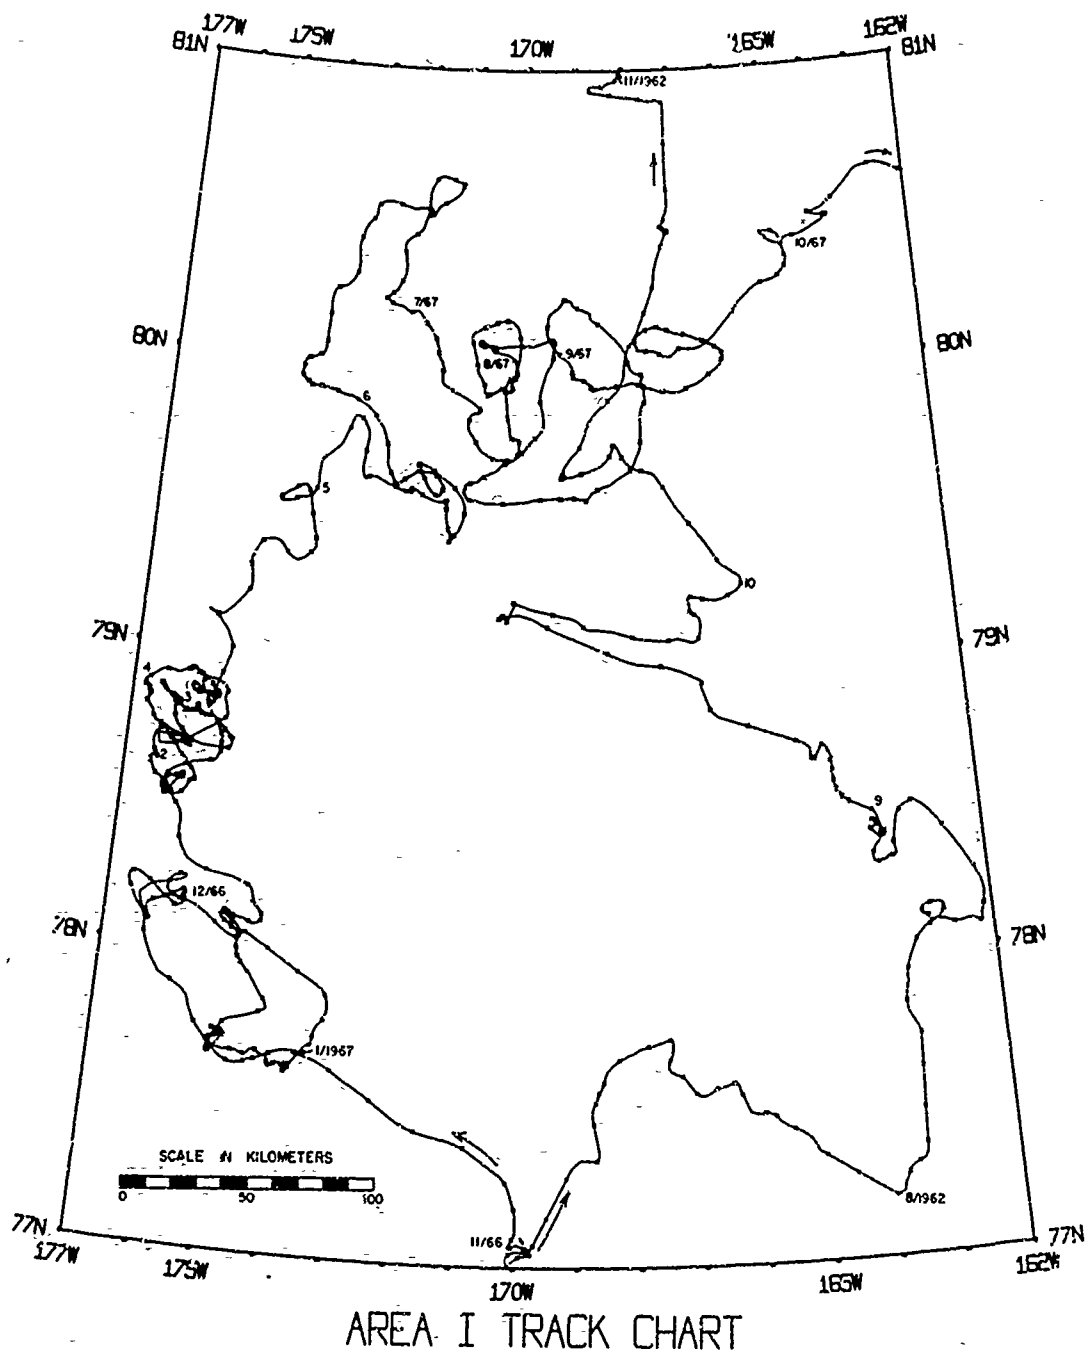 177W 175W 170W 165W 162W
81N 81N
11/1962
10/67
7/67
80N 80N
8/67 9/67
6
5
10
79N 79N
4
3
2
9
12/66
78N 78N
1/1967
SCALE IN KILOMETERS
0 50 100
8/1962
11/66
77N 77N
177W 175W 170W 165W 162W
AREA I TRACK CHART